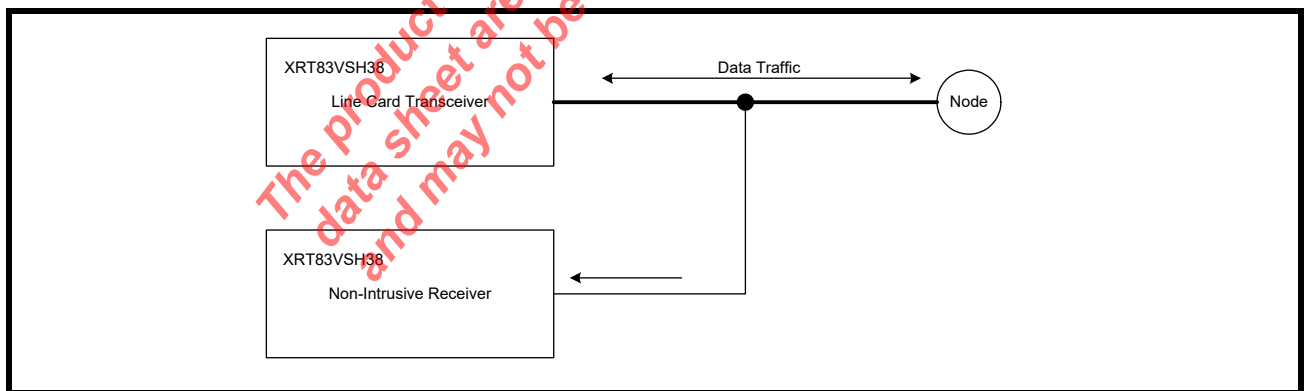 XRT83VSH38
Line Card Transceiver
Data Traffic
Node
XRT83VSH38
Non-Intrusive Receiver
The product
data sheet are
and may not be